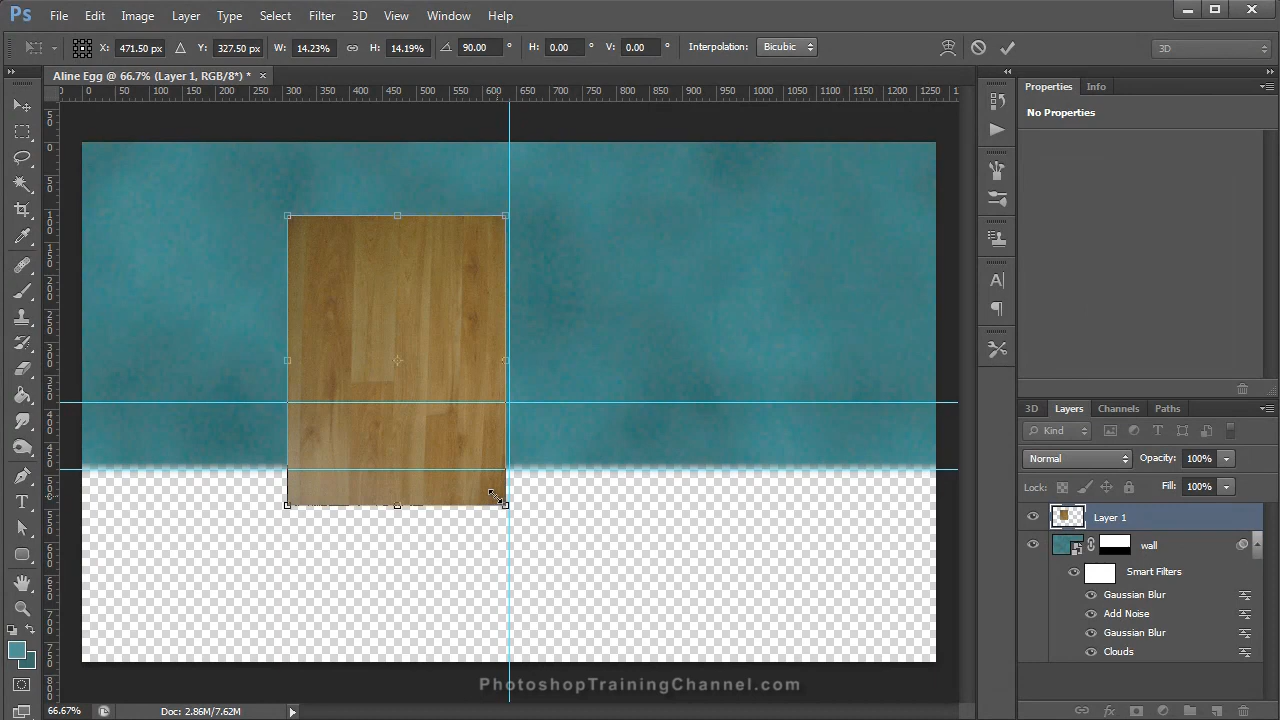 Ps File Edit Image Layer Type Select Filter 3D View Window Help
X: 471.50 px Y: 327.50 px W: 14.23% H: 14.19% 90.00 ° H: 0.00 ° V: 0.00 ° Interpolation: Bicubic 3D
Aline Egg @ 66.7% (Layer 1, RGB/8*) * ×
0 50 100 150 200 250 300 350 400 450 500 550 600 650 700 750 800 850 900 950 1000 1050 1100 1150 1200 1250
Properties Info
No Properties
3D Layers Channels Paths
Kind
Normal Opacity: 100%
Lock: Fill: 100%
Layer 1
wall
Smart Filters
Gaussian Blur
Add Noise
Gaussian Blur
Clouds
PhotoshopTrainingChannel.com
66.67% Doc: 2.86M/7.62M